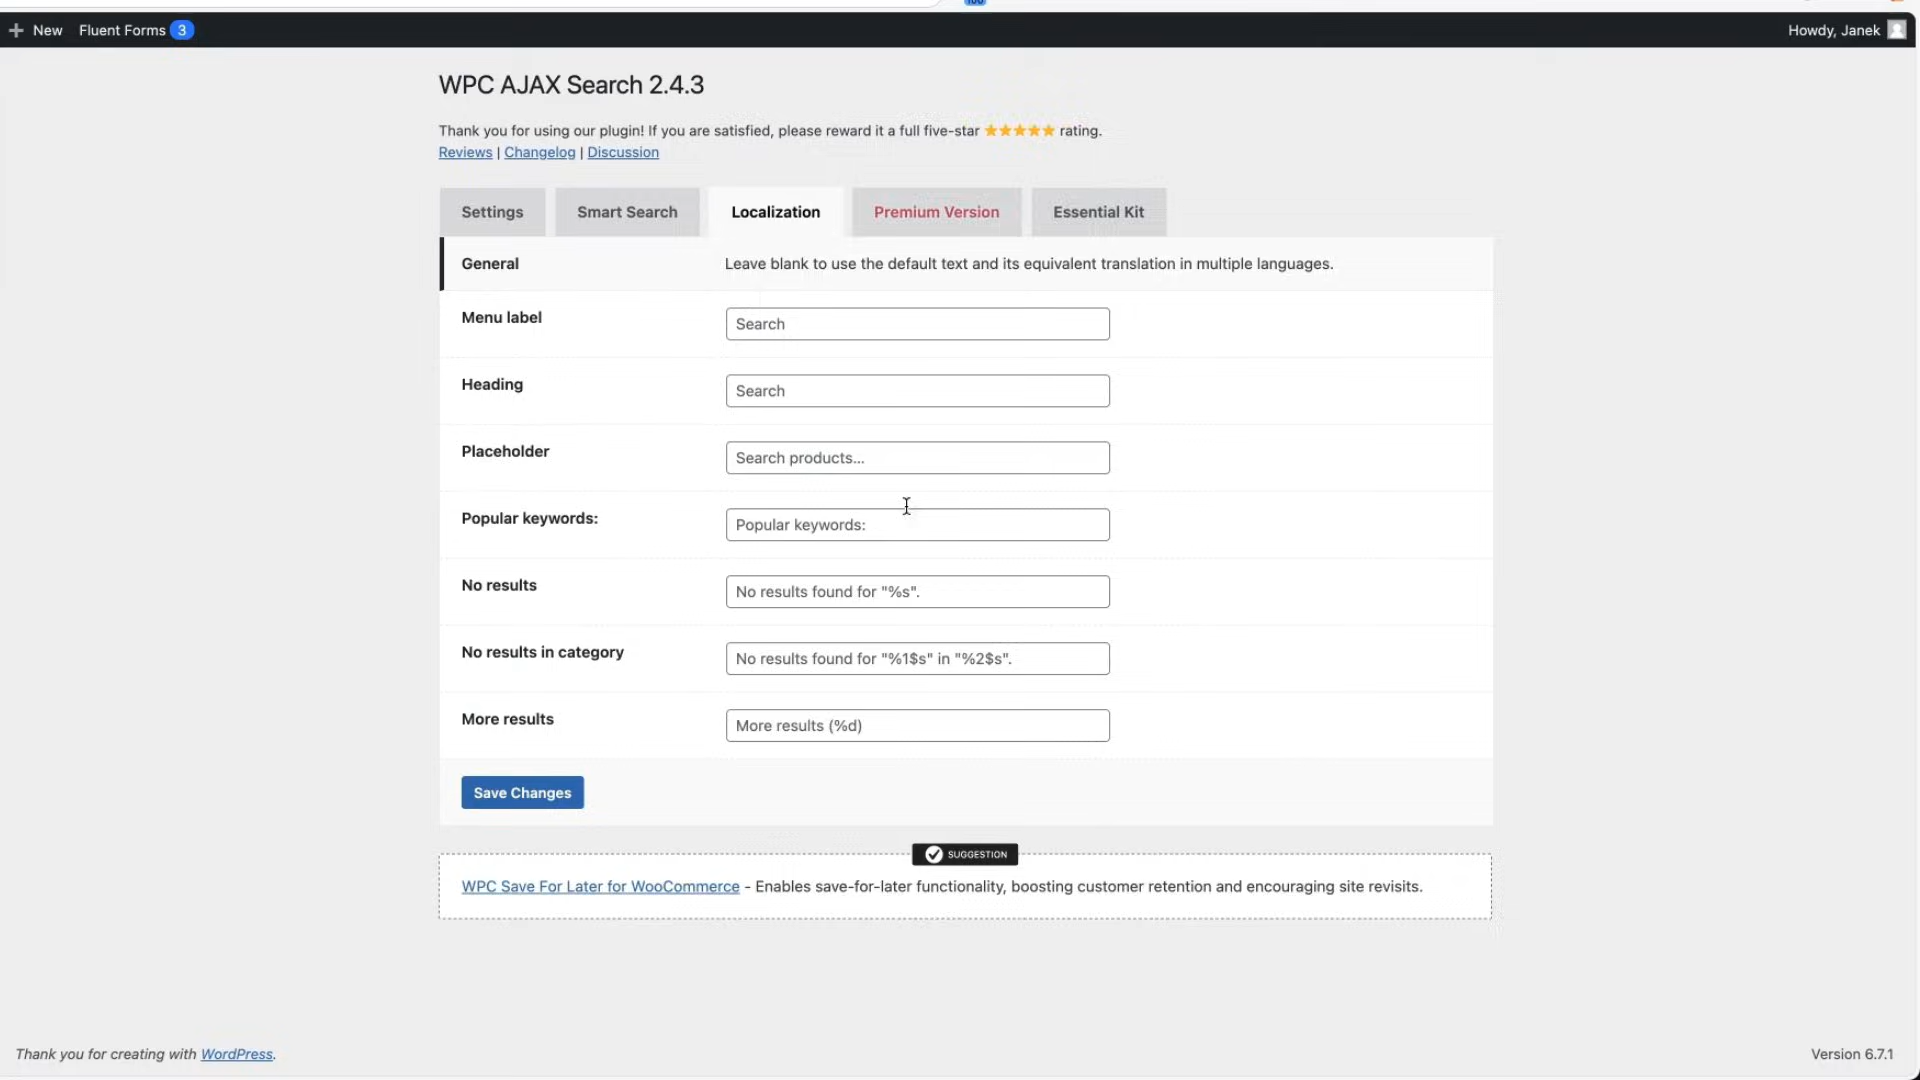 New Fluent Forms 3 Howdy, Janek
WPC AJAX Search 2.4.3
Thank you for using our plugin! If you are satisfied, please reward it a full five-star ★★★★★ rating.
Reviews | Changelog | Discussion
Settings Smart Search Localization Premium Version Essential Kit
General Leave blank to use the default text and its equivalent translation in multiple languages.
Menu label Search
Heading Search
Placeholder Search products...
Popular keywords: Popular keywords:
No results No results found for "%s".
No results in category No results found for "%1$s" in "%2$s".
More results More results (%d)
Save Changes
SUGGESTION
WPC Save For Later for WooCommerce - Enables save-for-later functionality, boosting customer retention and encouraging site revisits.
Thank you for creating with WordPress. Version 6.7.1